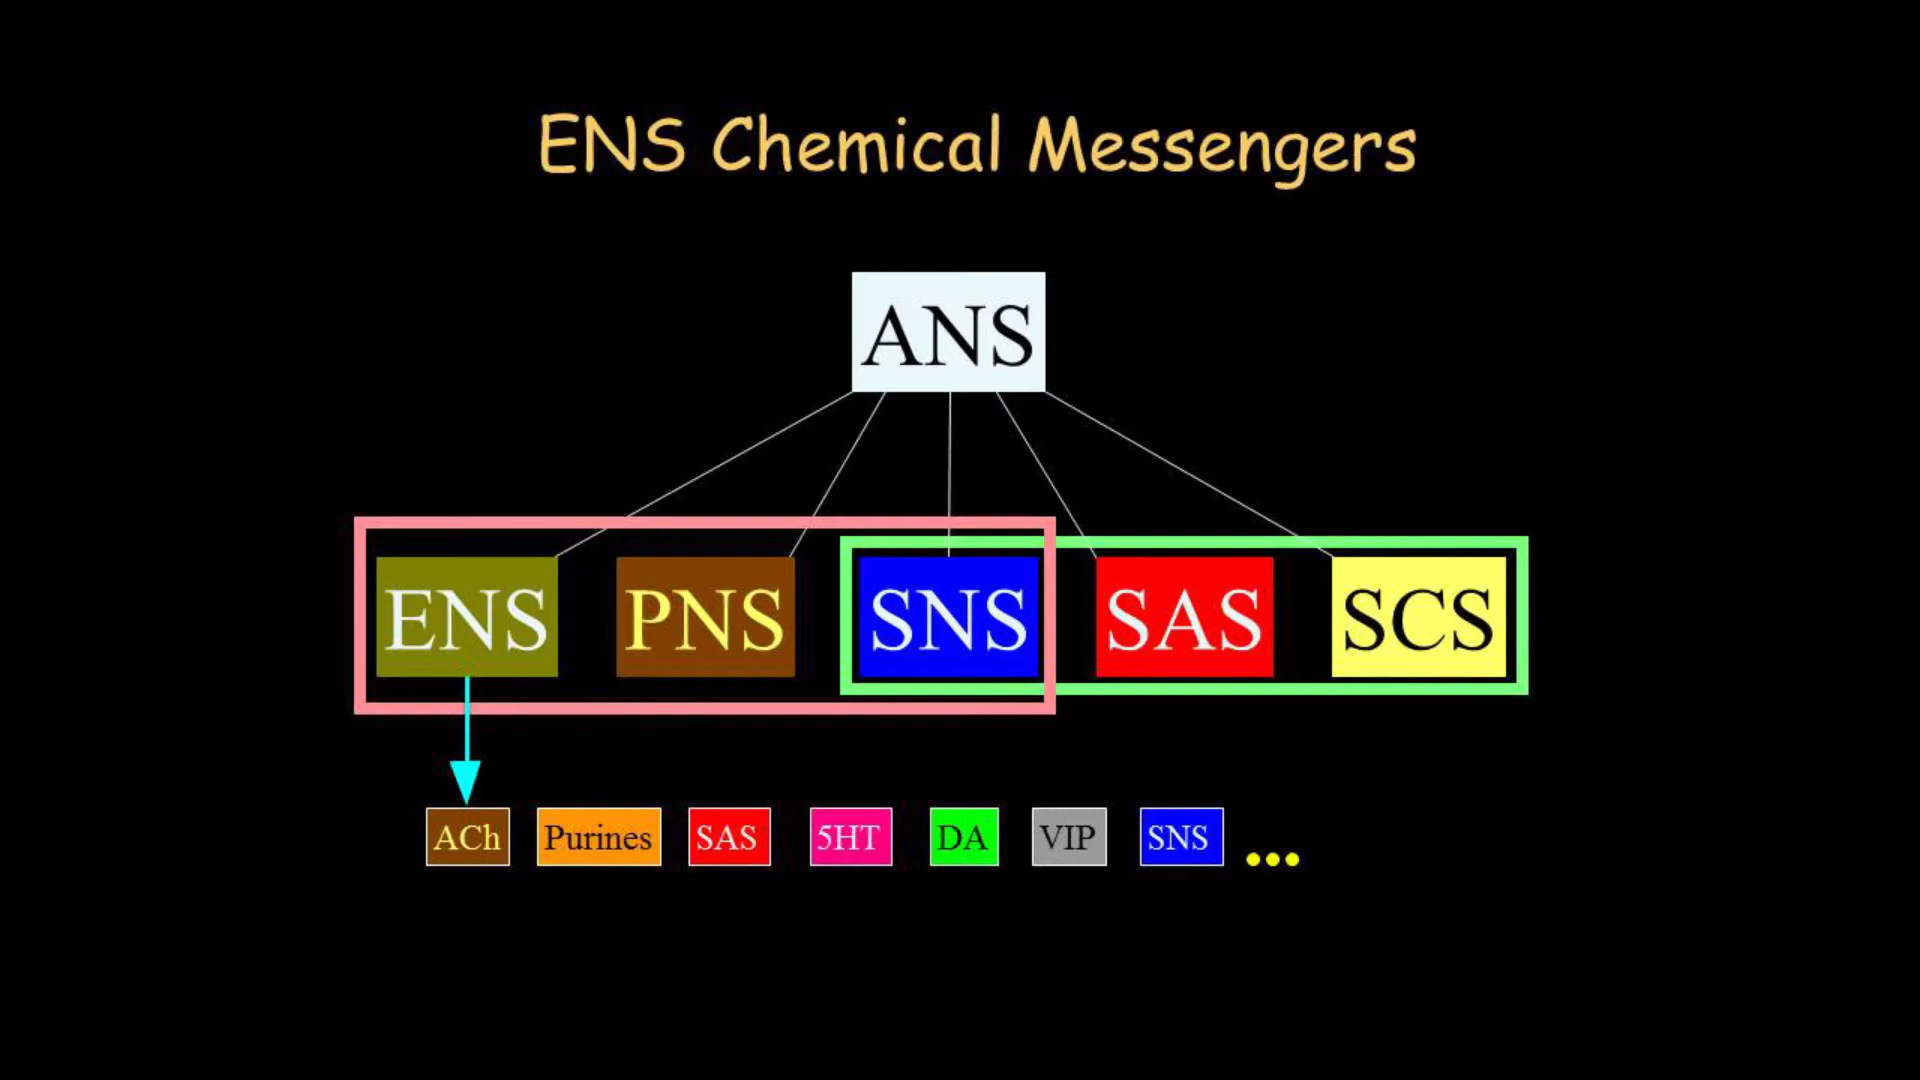 ENS Chemical Messengers
ANS
ENS PNS SNS SAS SCS
ACh Purines SAS 5HT DA VIP SNS ...